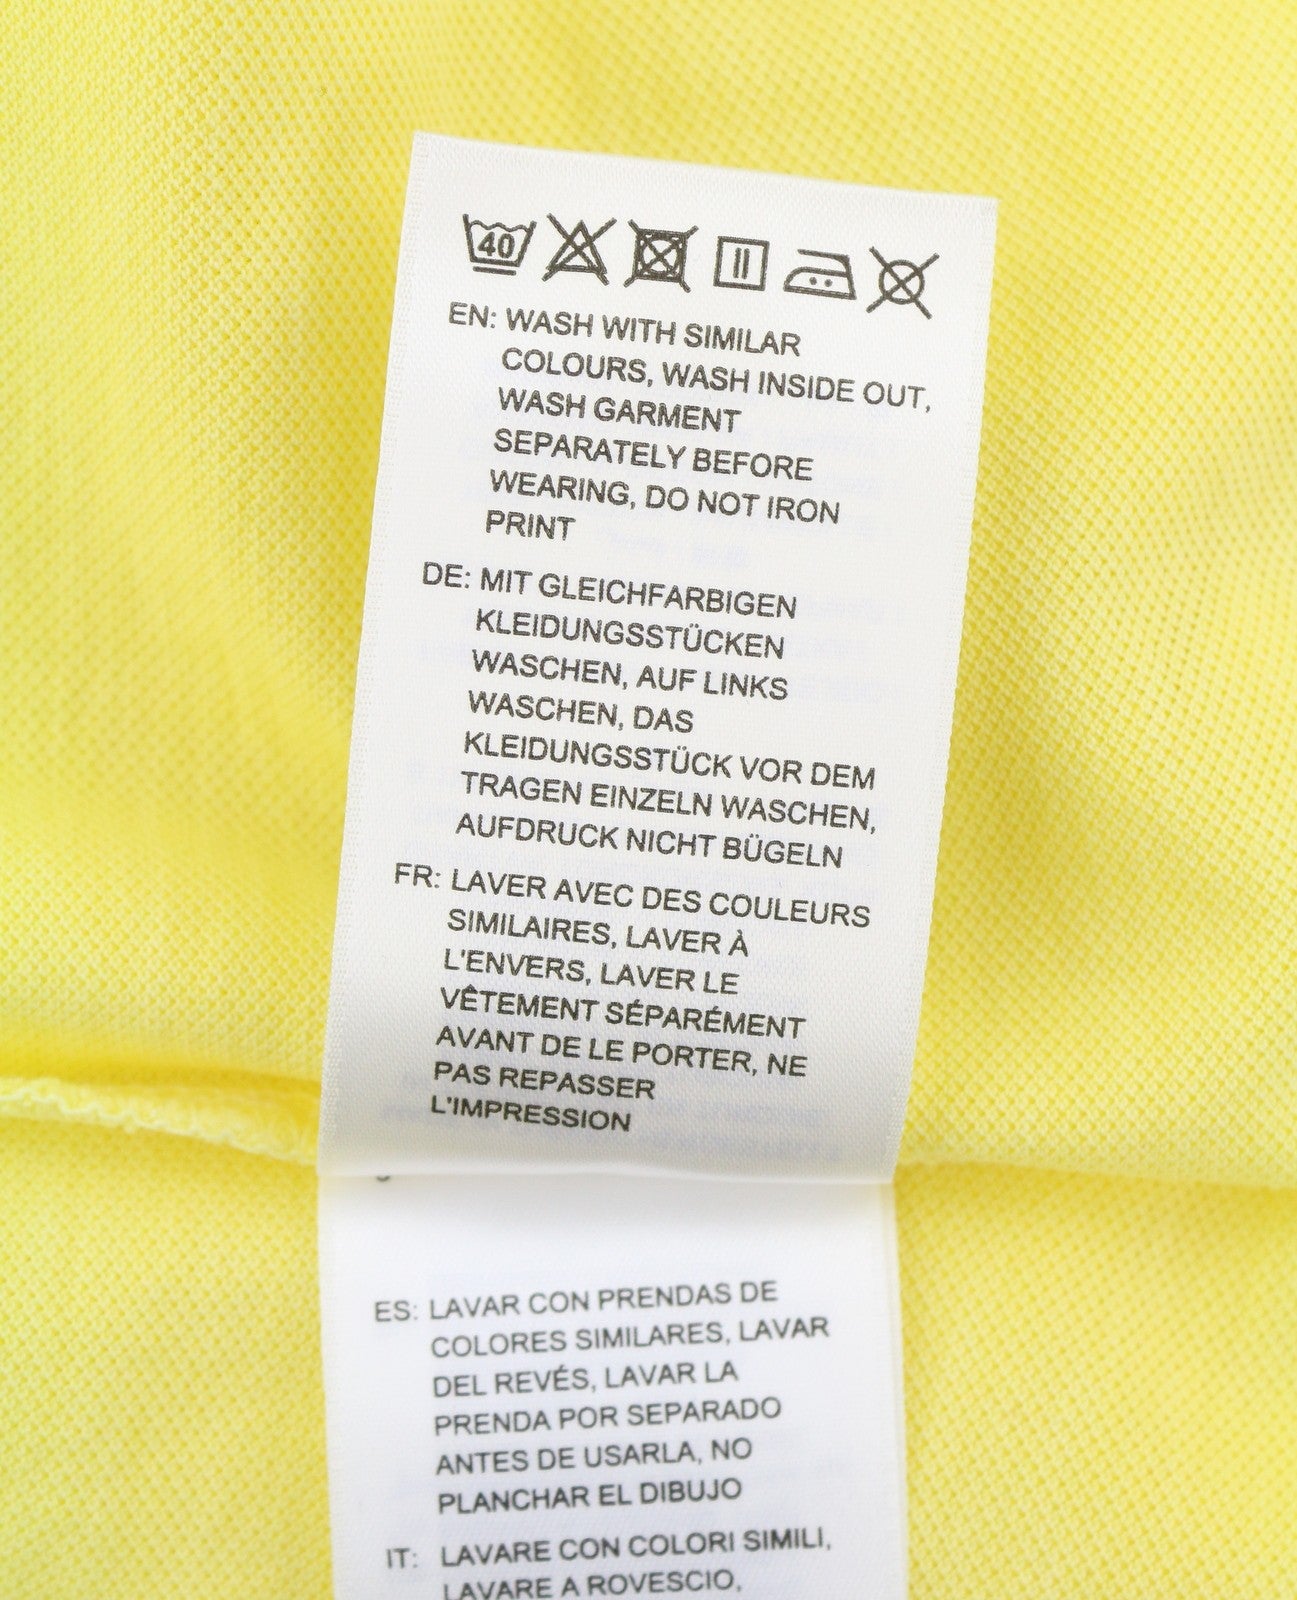 40
EN: WASH WITH SIMILAR
COLOURS, WASH INSIDE OUT,
WASH GARMENT
SEPARATELY BEFORE
WEARING, DO NOT IRON
PRINT
DE: MIT GLEICHFARBIGEN
KLEIDUNGSSTÜCKEN
WASCHEN, AUF LINKS
WASCHEN, DAS
KLEIDUNGSSTÜCK VOR DEM
TRAGEN EINZELN WASCHEN,
AUFDRUCK NICHT BÜGELN
FR: LAVER AVEC DES COULEURS
SIMILAIRES, LAVER À
L'ENVERS, LAVER LE
VÊTEMENT SÉPARÉMENT
AVANT DE LE PORTER, NE
PAS REPASSER
L'IMPRESSION
ES: LAVAR CON PRENDAS DE
COLORES SIMILARES, LAVAR
DEL REVÉS, LAVAR LA
PRENDA POR SEPARADO
ANTES DE USARLA, NO
PLANCHAR EL DIBUJO
IT: LAVARE CON COLORI SIMILI,
LAVARE A ROVESCIO,